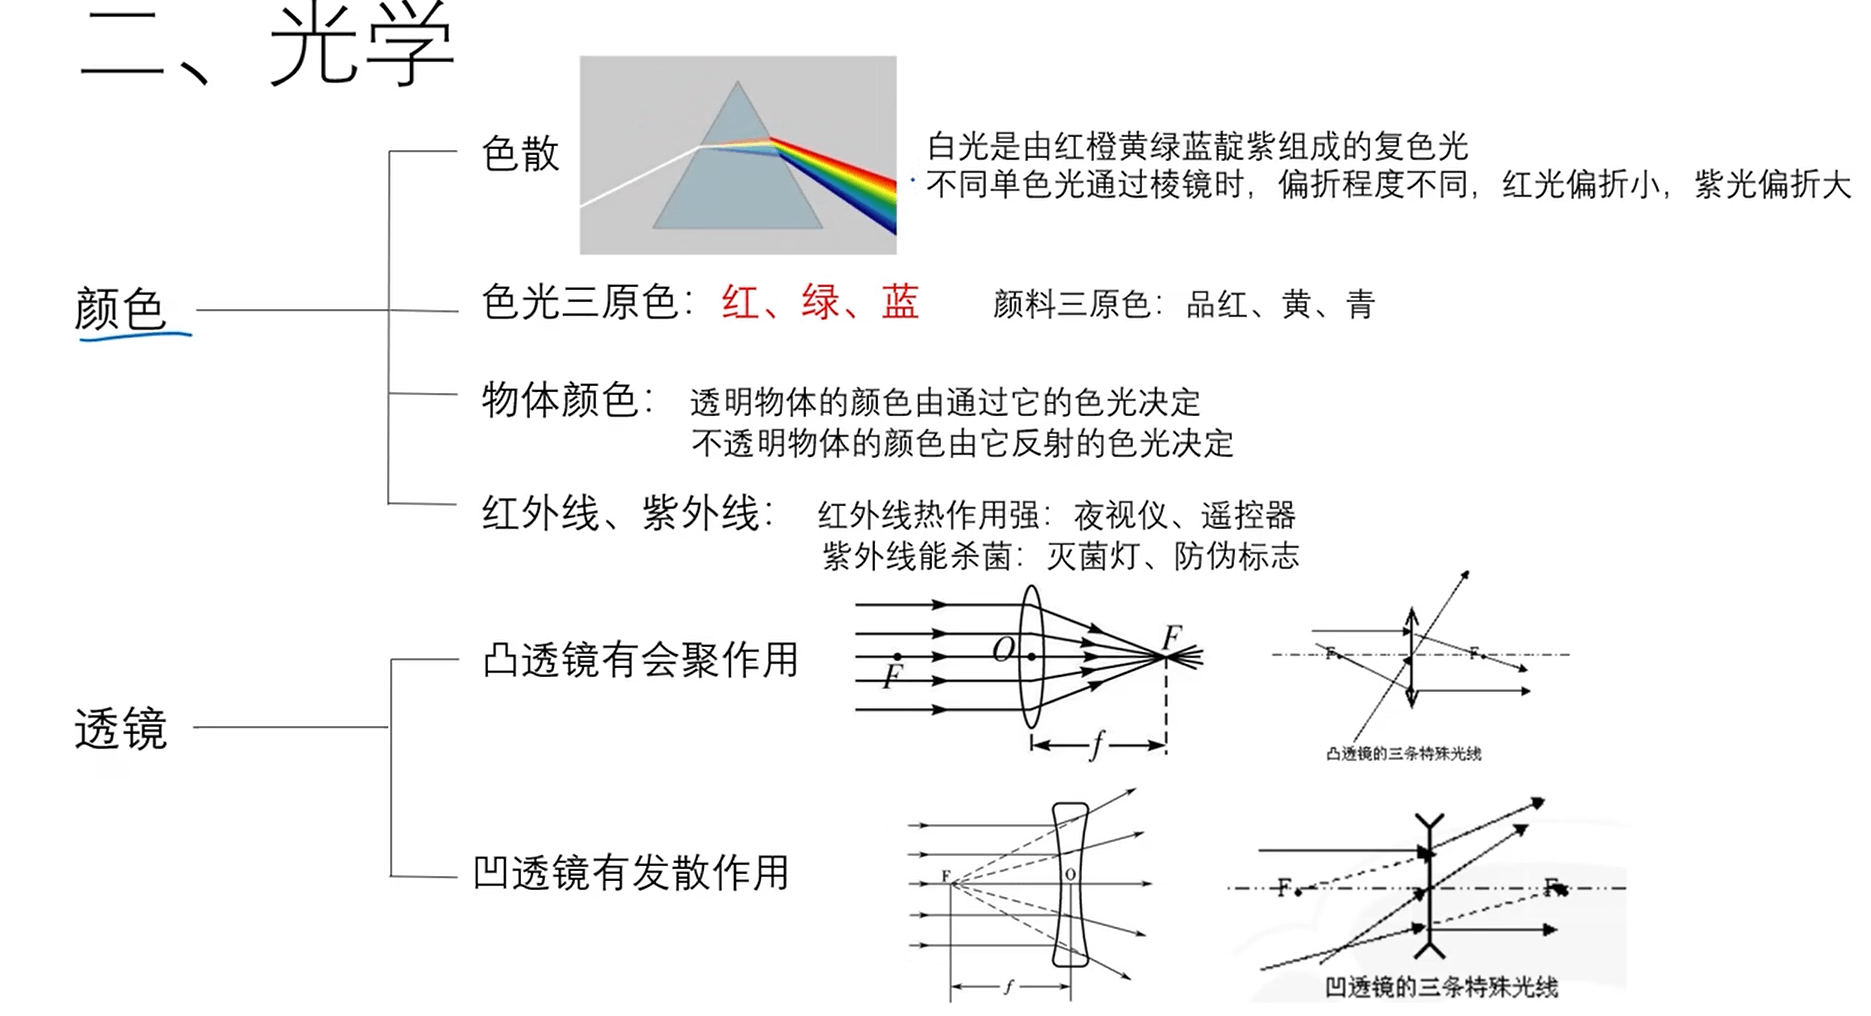 二、光学
色散
白光是由红橙黄绿蓝靛紫组成的复色光
不同单色光通过棱镜时，偏折程度不同，红光偏折小，紫光偏折大
颜色
色光三原色：红、绿、蓝
颜料三原色：品红、黄、青
物体颜色：
透明物体的颜色由通过它的色光决定
不透明物体的颜色由它反射的色光决定
红外线、紫外线：
红外线热作用强：夜视仪、遥控器
紫外线能杀菌：灭菌灯、防伪标志
透镜
凸透镜有会聚作用
O
F
F
f
F
F
凸透镜的三条特殊光线
凹透镜有发散作用
F
O
f
F
F
凹透镜的三条特殊光线